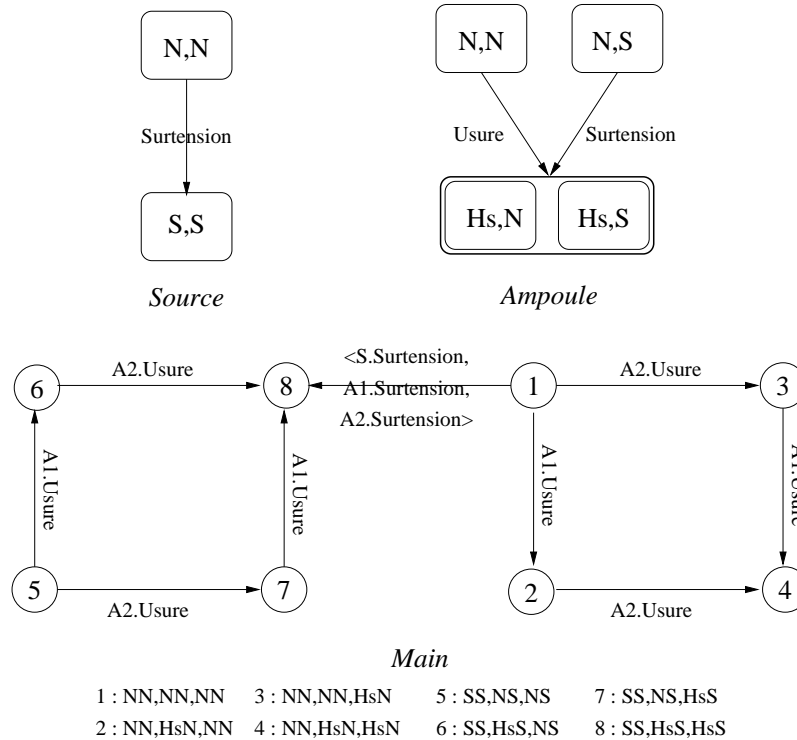 N,N
N,N
N,S
Surtension
Usure
Surtension
S,S
Hs,N
Hs,S
Source
Ampoule
<S.Surtension,
A1.Surtension,
A2.Surtension>
6
A2.Usure
8
1
A2.Usure
3
A1.Usure
A1.Usure
A1.Usure
A1.Usure
5
A2.Usure
7
2
A2.Usure
4
Main
1 : NN,NN,NN 3 : NN,NN,HsN 5 : SS,NS,NS 7 : SS,NS,HsS
2 : NN,HsN,NN 4 : NN,HsN,HsN 6 : SS,HsS,NS 8 : SS,HsS,HsS